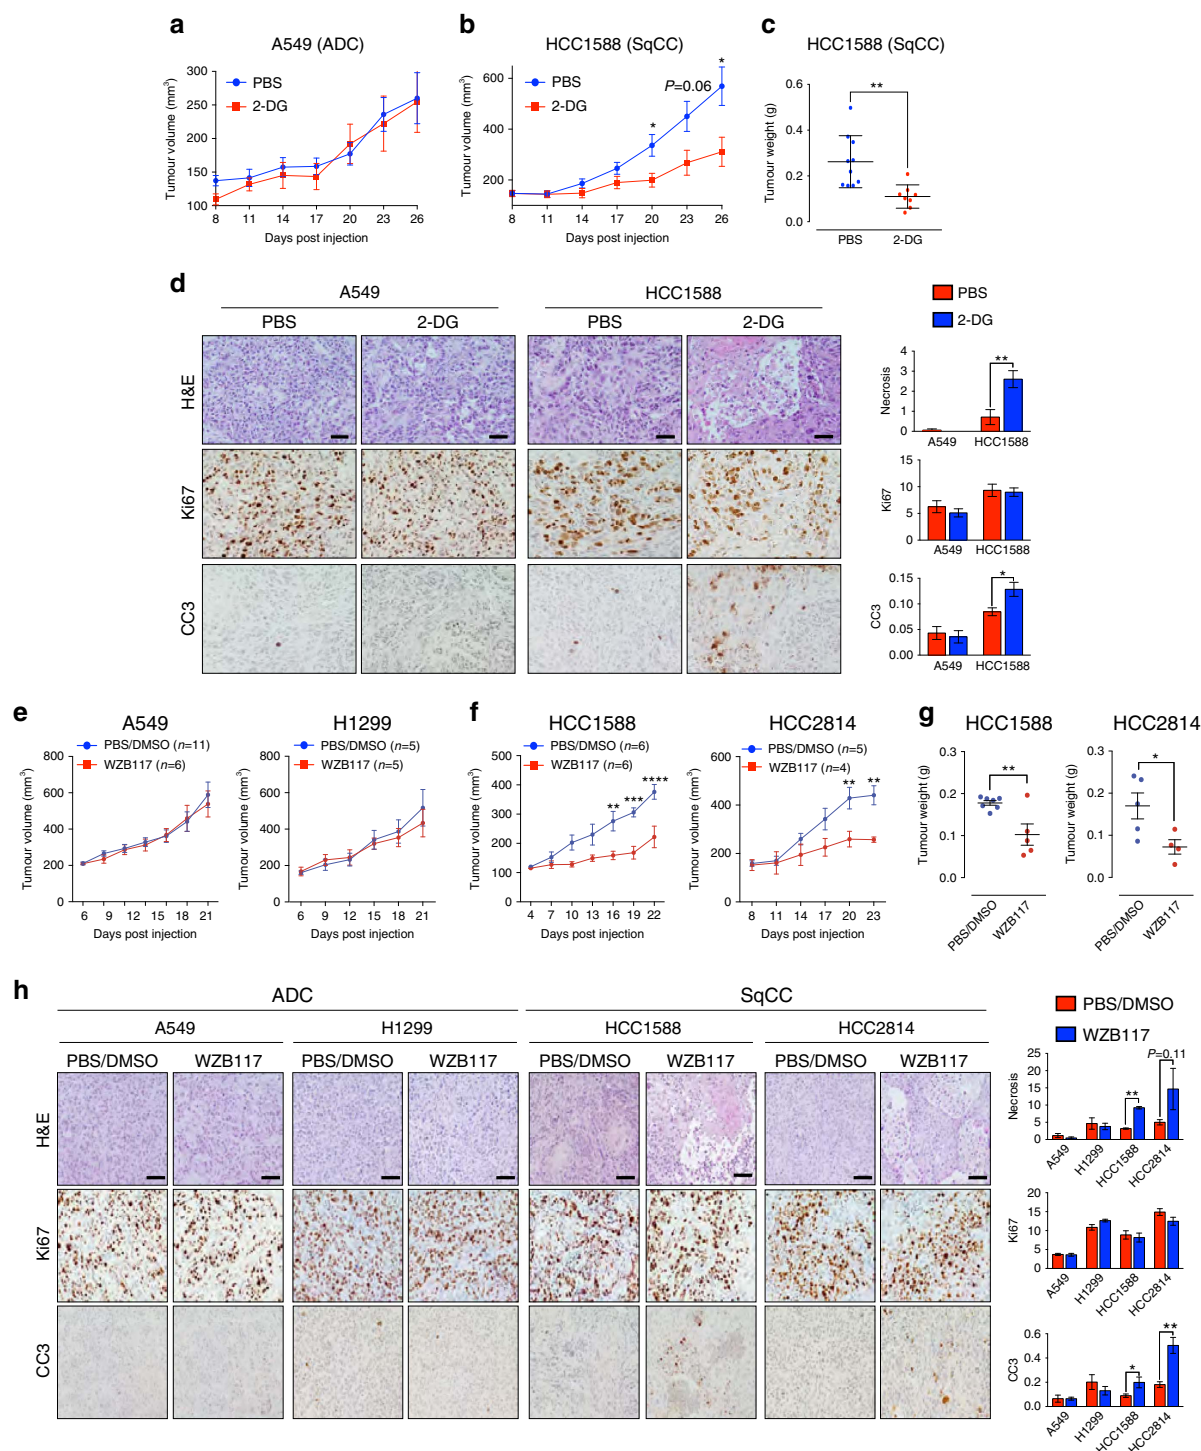 a
A549 (ADC)
Tumour volume (mm³)
300
250
200
150
100
PBS
2-DG
8 11 14 17 20 23 26
Days post injection
b
HCC1588 (SqCC)
Tumour volume (mm³)
600
400
200
PBS
2-DG
*
P=0.06
*
8 11 14 17 20 23 26
Days post injection
c
HCC1588 (SqCC)
Tumour weight (g)
0.6
0.4
0.2
0.0
**
PBS 2-DG
d
A549 HCC1588
PBS 2-DG PBS 2-DG
H&E
Ki67
CC3
PBS
2-DG
Necrosis
4
3
2
1
0
**
A549 HCC1588
Ki67
15
10
5
0
A549 HCC1588
CC3
0.15
0.10
0.05
0.00
*
A549 HCC1588
e
A549
PBS/DMSO (n=11)
WZB117 (n=6)
Tumour volume (mm³)
800
600
400
200
0
6 9 12 15 16 18 21
Days post injection
H1299
PBS/DMSO (n=5)
WZB117 (n=5)
Tumour volume (mm³)
800
600
400
200
0
6 9 12 15 18 21
Days post injection
f
HCC1588
PBS/DMSO (n=6)
WZB117 (n=6)
Tumour volume (mm³)
500
400
300
200
100
0
** *** ****
4 7 10 13 16 19 22
Days post injection
HCC2814
PBS/DMSO (n=5)
WZB117 (n=4)
Tumour volume (mm³)
600
400
200
0
** **
8 11 14 17 20 23
Days post injection
g
HCC1588
Tumour weight (g)
0.3
0.2
0.1
0.0
**
PBS/DMSO WZB117
HCC2814
Tumour weight (g)
0.3
0.2
0.1
0.0
*
PBS/DMSO WZB117
h
ADC SqCC
A549 H1299 HCC1588 HCC2814
PBS/DMSO WZB117 PBS/DMSO WZB117 PBS/DMSO WZB117 PBS/DMSO WZB117
H&E
Ki67
CC3
PBS/DMSO
WZB117
Necrosis
25
20
15
10
5
0
**
P=0.11
A549 H1299 HCC1588 HCC2814
Ki67
20
15
10
5
0
A549 H1299 HCC1588 HCC2814
CC3
0.6
0.4
0.2
0.0
*
**
A549 H1299 HCC1588 HCC2814